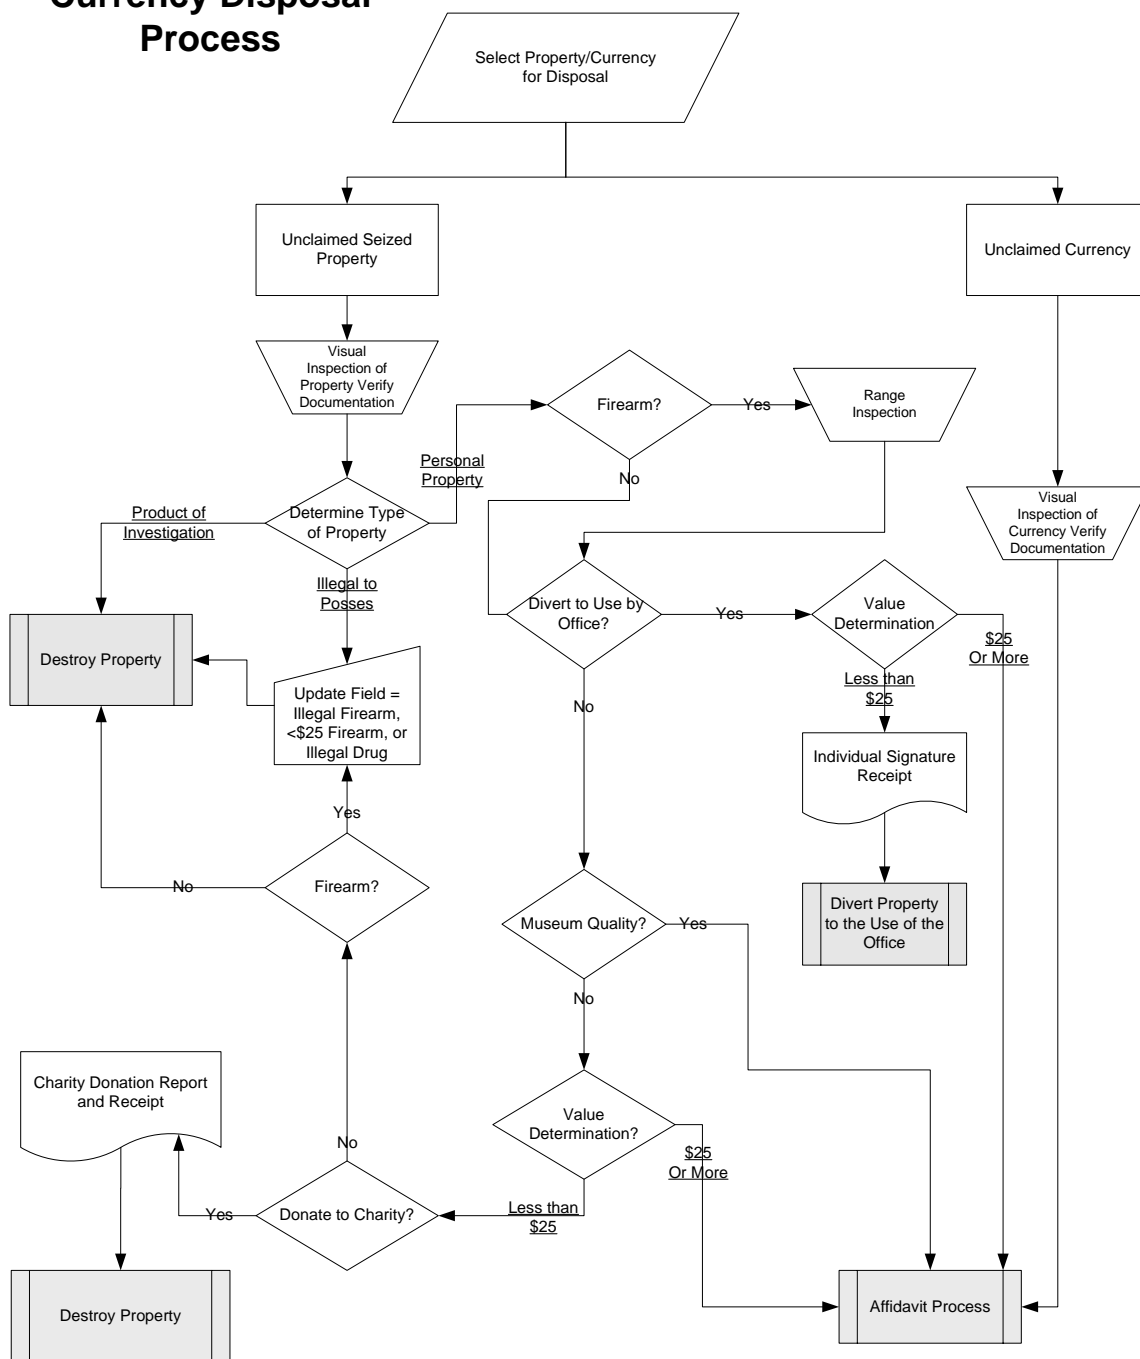 Currency Disposal
Process
Select Property/Currency
for Disposal
Unclaimed Seized
Property
Unclaimed Currency
Visual
Inspection of
Property Verify
Documentation
Firearm?
Yes
Range
Inspection
No
Personal
Property
Product of
Investigation
Determine Type
of Property
Visual
Inspection of
Currency Verify
Documentation
Illegal to
Posses
Divert to Use by
Office?
Yes
Value
Determination
$25
Or More
Less than
$25
Destroy Property
Update Field =
Illegal Firearm,
<$25 Firearm, or
Illegal Drug
No
Individual Signature
Receipt
Yes
Firearm?
No
Museum Quality?
Yes
Divert Property
to the Use of the
Office
No
Charity Donation Report
and Receipt
Value
Determination?
$25
Or More
No
Less than
$25
Donate to Charity?
Yes
Destroy Property
Affidavit Process